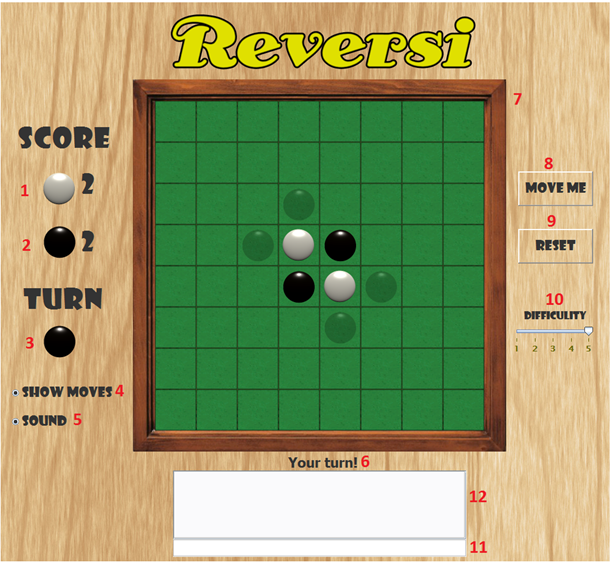 Reversi
7
SCORE
1 2
2 2
TURN
3
SHOW MOVES 4
SOUND 5
8
MOVE ME
9
RESET
10
DIFFICULITY
1 2 3 4 5
Your turn! 6
12
11